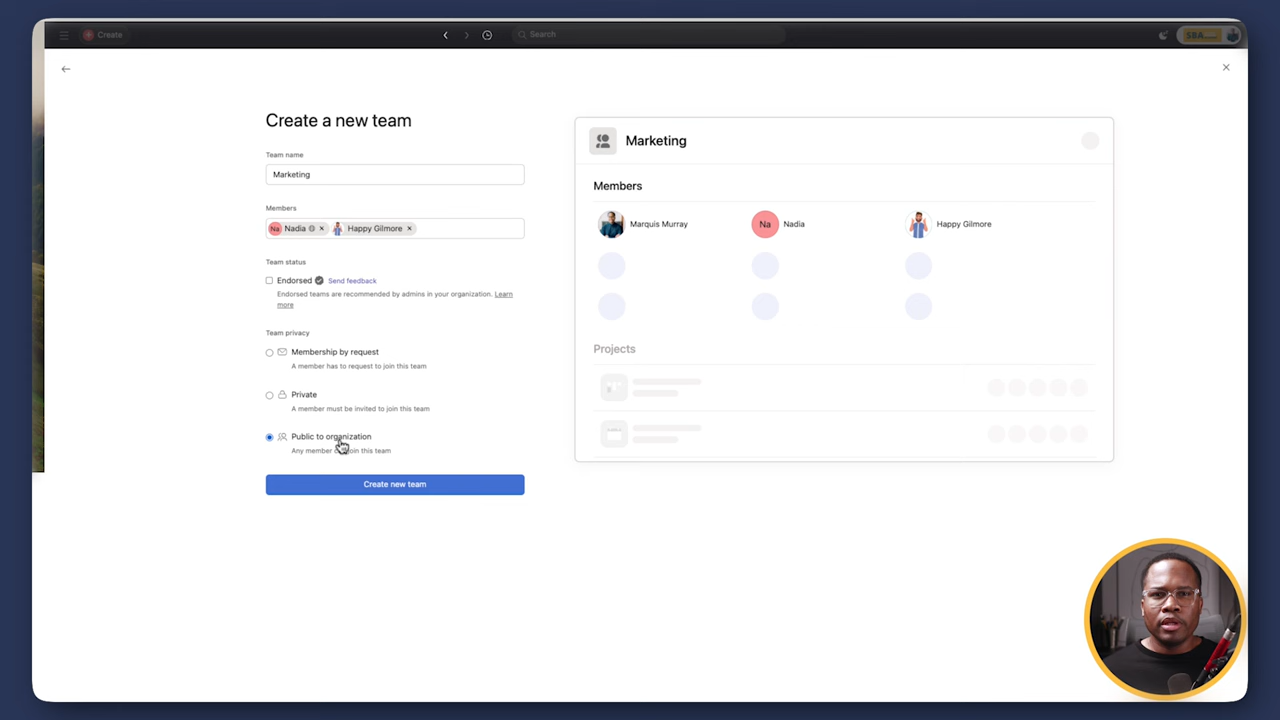 Create
Search
SBA
Create a new team
Team name
Marketing
Members
Na Nadia
Happy Gilmore
Team status
Endorsed Send feedback
Endorsed teams are recommended by admins in your organization. Learn
more
Team privacy
Membership by request
A member has to request to join this team
Private
A member must be invited to join this team
Public to organization
Any member join this team
Create new team
Marketing
Members
Marquis Murray
Na Nadia
Happy Gilmore
Projects